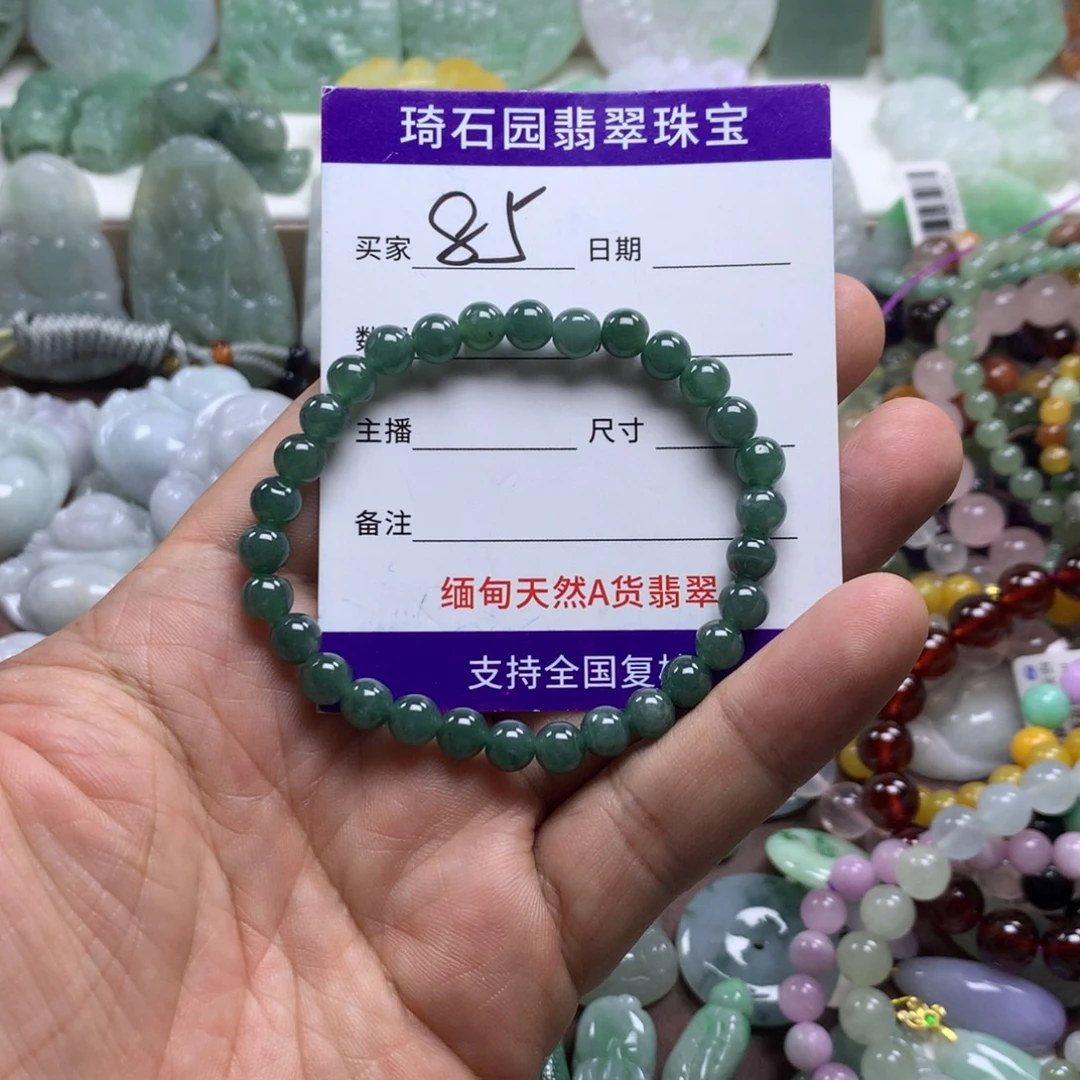 琦石园翡翠珠宝
买家 85 日期
数
主播 尺寸
备注
缅甸天然A货翡翠
支持全国复